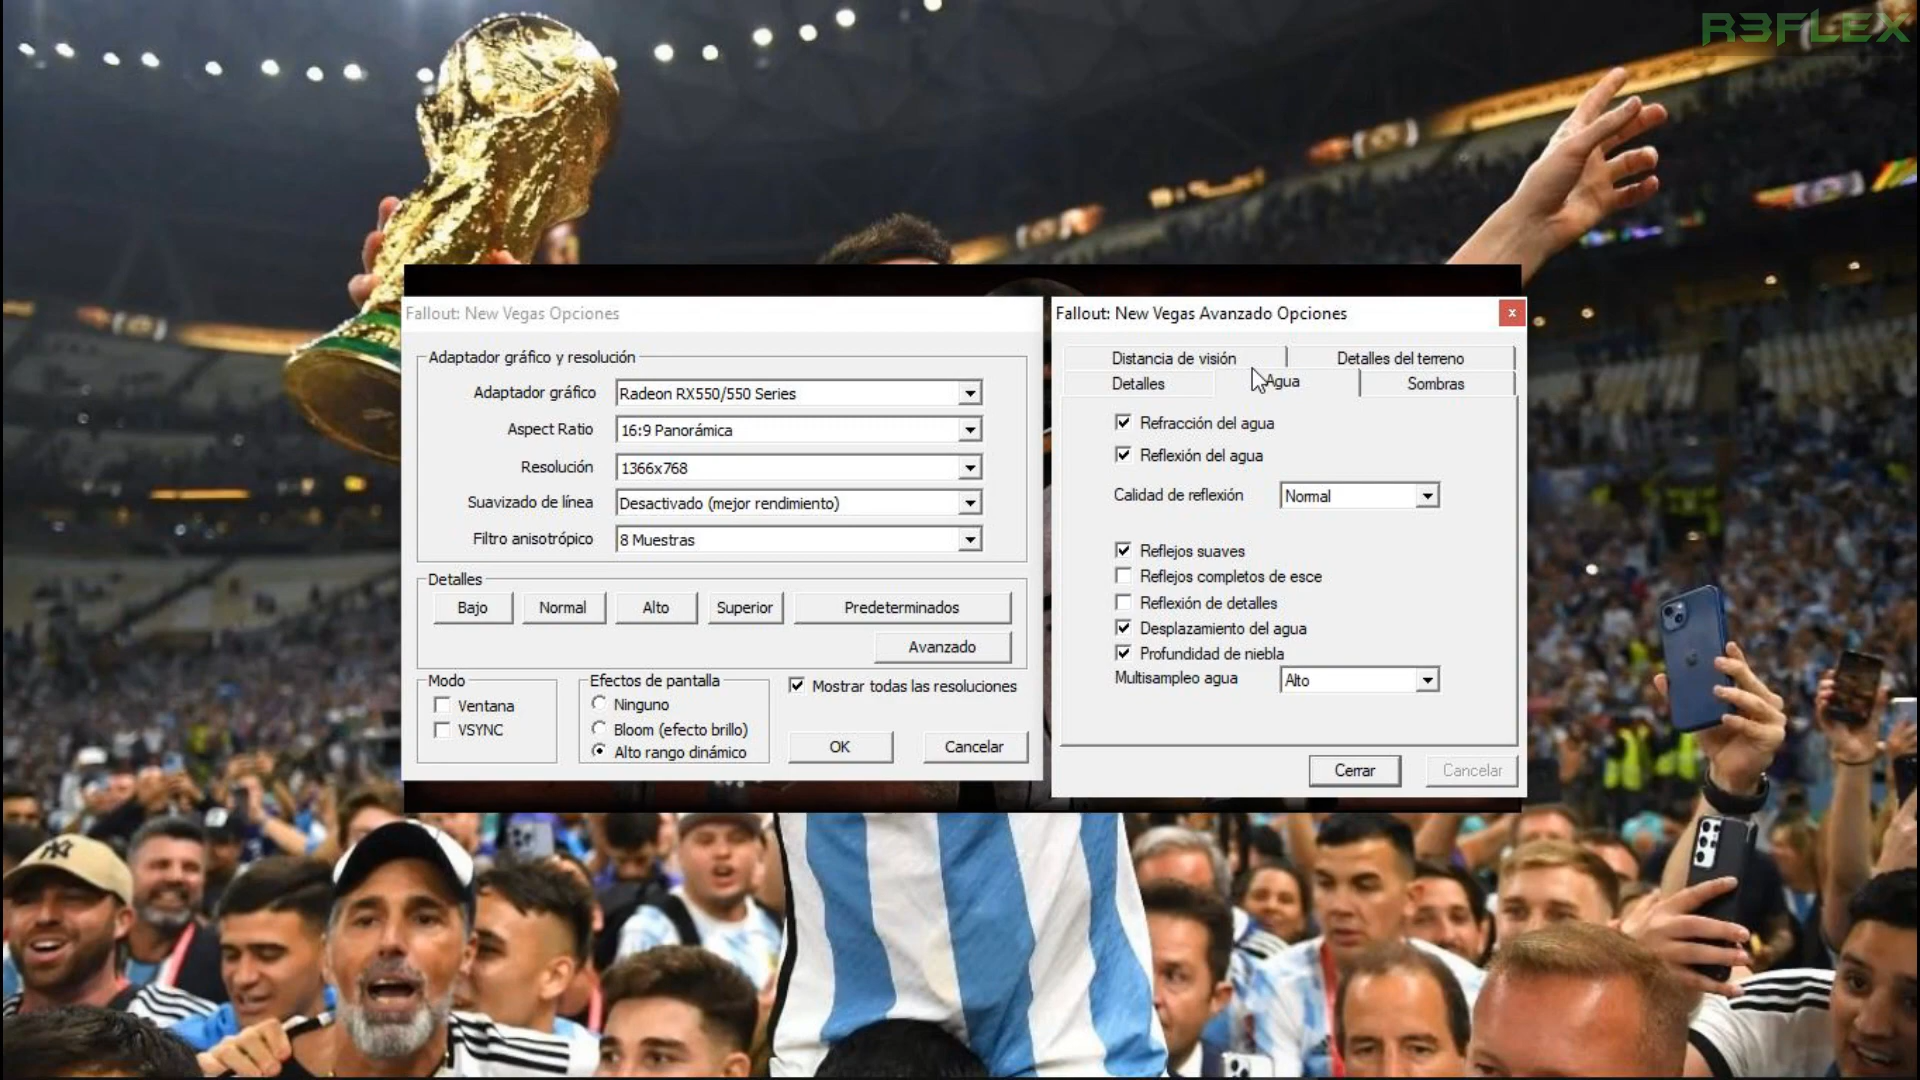 R3FLEX
Fallout: New Vegas Opciones
Adaptador gráfico y resolución
Adaptador gráfico Radeon RX550/550 Series
Aspect Ratio 16:9 Panorámica
Resolución 1366x768
Suavizado de línea Desactivado (mejor rendimiento)
Filtro anisotrópico 8 Muestras
Detalles
Bajo Normal Alto Superior Predeterminados
Avanzado
Modo
Ventana
VSYNC
Efectos de pantalla
Ninguno
Bloom (efecto brillo)
Alto rango dinámico
Mostrar todas las resoluciones
OK Cancelar
Fallout: New Vegas Avanzado Opciones x
Distancia de visión Detalles del terreno
Detalles Agua Sombras
Refracción del agua
Reflexión del agua
Calidad de reflexión Normal
Reflejos suaves
Reflejos completos de esce
Reflexión de detalles
Desplazamiento del agua
Profundidad de niebla
Multisampleo agua Alto
Cerrar Cancelar